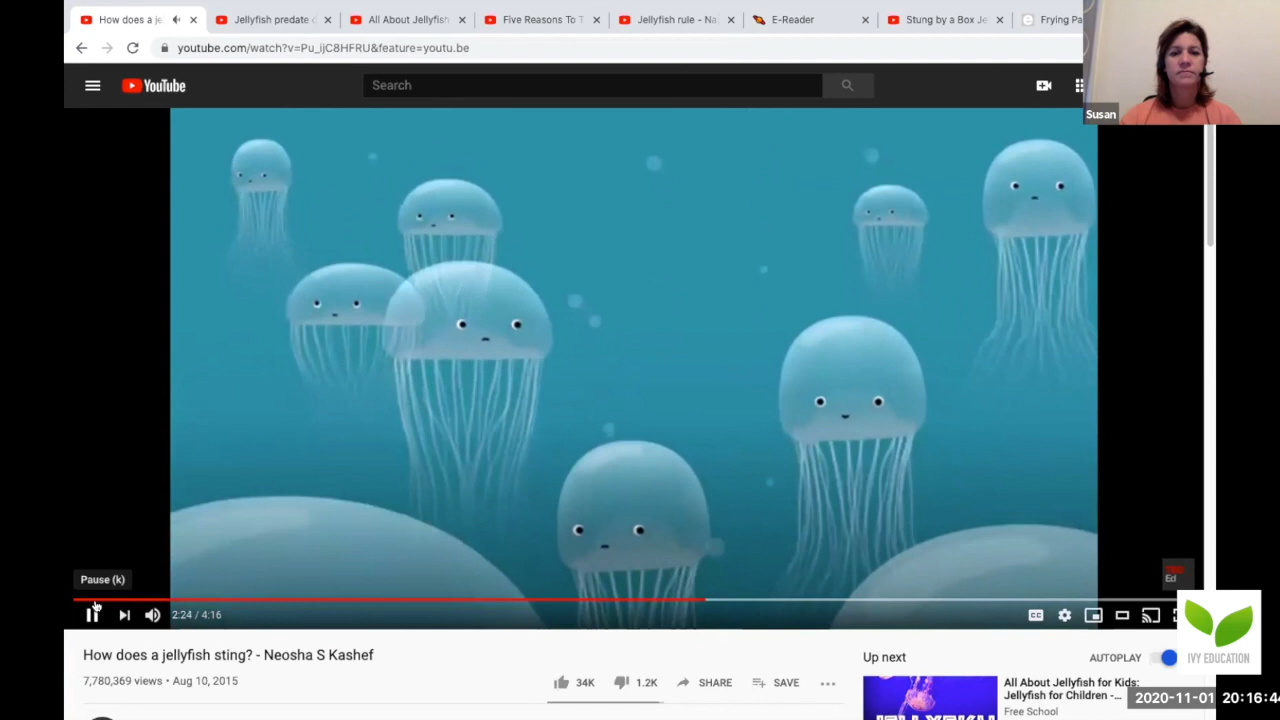 How does a je
Jellyfish predate
All About Jellyfish
Five Reasons To T
Jellyfish rule - Na
E-Reader
Stung by a Box Je
Frying Pa
youtube.com/watch?v=Pu_ijC8HFRU&feature=youtu.be
YouTube
Search
Susan
Pause (k)
Ed
2:24 / 4:16
CC
How does a jellyfish sting? - Neosha S Kashef
7,780,369 views • Aug 10, 2015
34K
1.2K
SHARE
SAVE
Up next
AUTOPLAY
All About Jellyfish for Kids:
Jellyfish for Children -...
Free School
IVY EDUCATION
2020-11-01 20:16:4